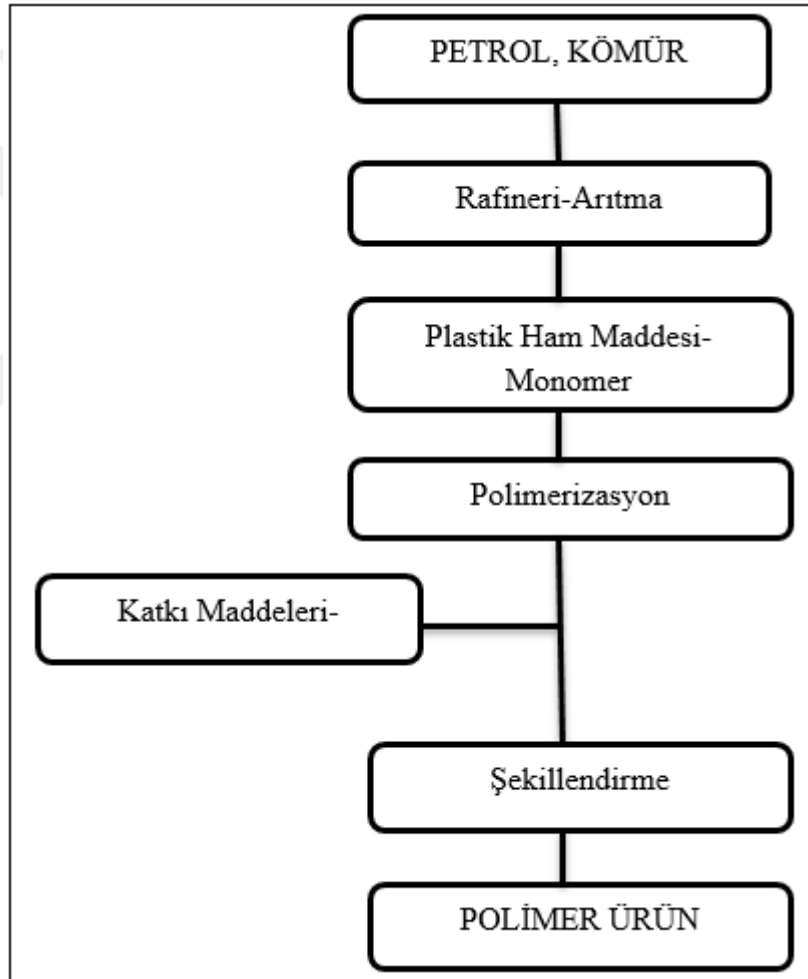 PETROL, KÖMÜR
Rafineri-Arıtma
Plastik Ham Maddesi-
Monomer
Polimerizasyon
Katkı Maddeleri-
Şekillendirme
POLİMER ÜRÜN